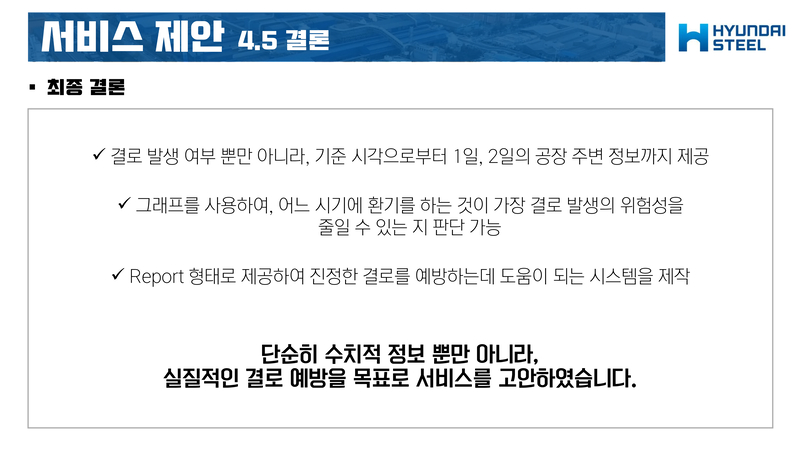 서비스 제안 4.5 결론
HYUNDAI
STEEL
▪ 최종 결론
✓ 결로 발생 여부 뿐만 아니라, 기준 시각으로부터 1일, 2일의 공장 주변 정보까지 제공
✓ 그래프를 사용하여, 어느 시기에 환기를 하는 것이 가장 결로 발생의 위험성을
줄일 수 있는 지 판단 가능
✓ Report 형태로 제공하여 진정한 결로를 예방하는데 도움이 되는 시스템을 제작
단순히 수치적 정보 뿐만 아니라,
실질적인 결로 예방을 목표로 서비스를 고안하였습니다.